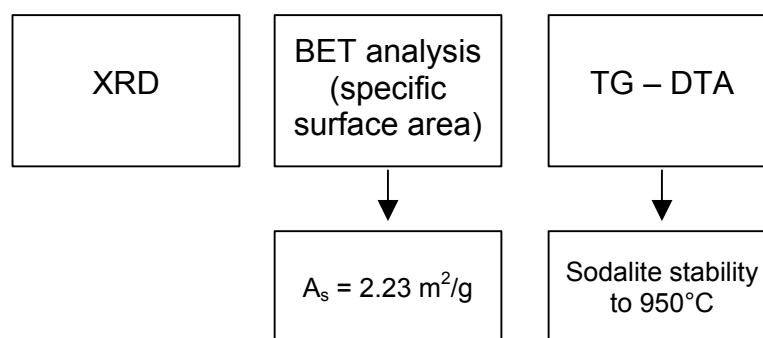 XRD
BET analysis
(specific
surface area)
TG – DTA
Aₛ = 2.23 m²/g
Sodalite stability
to 950°C